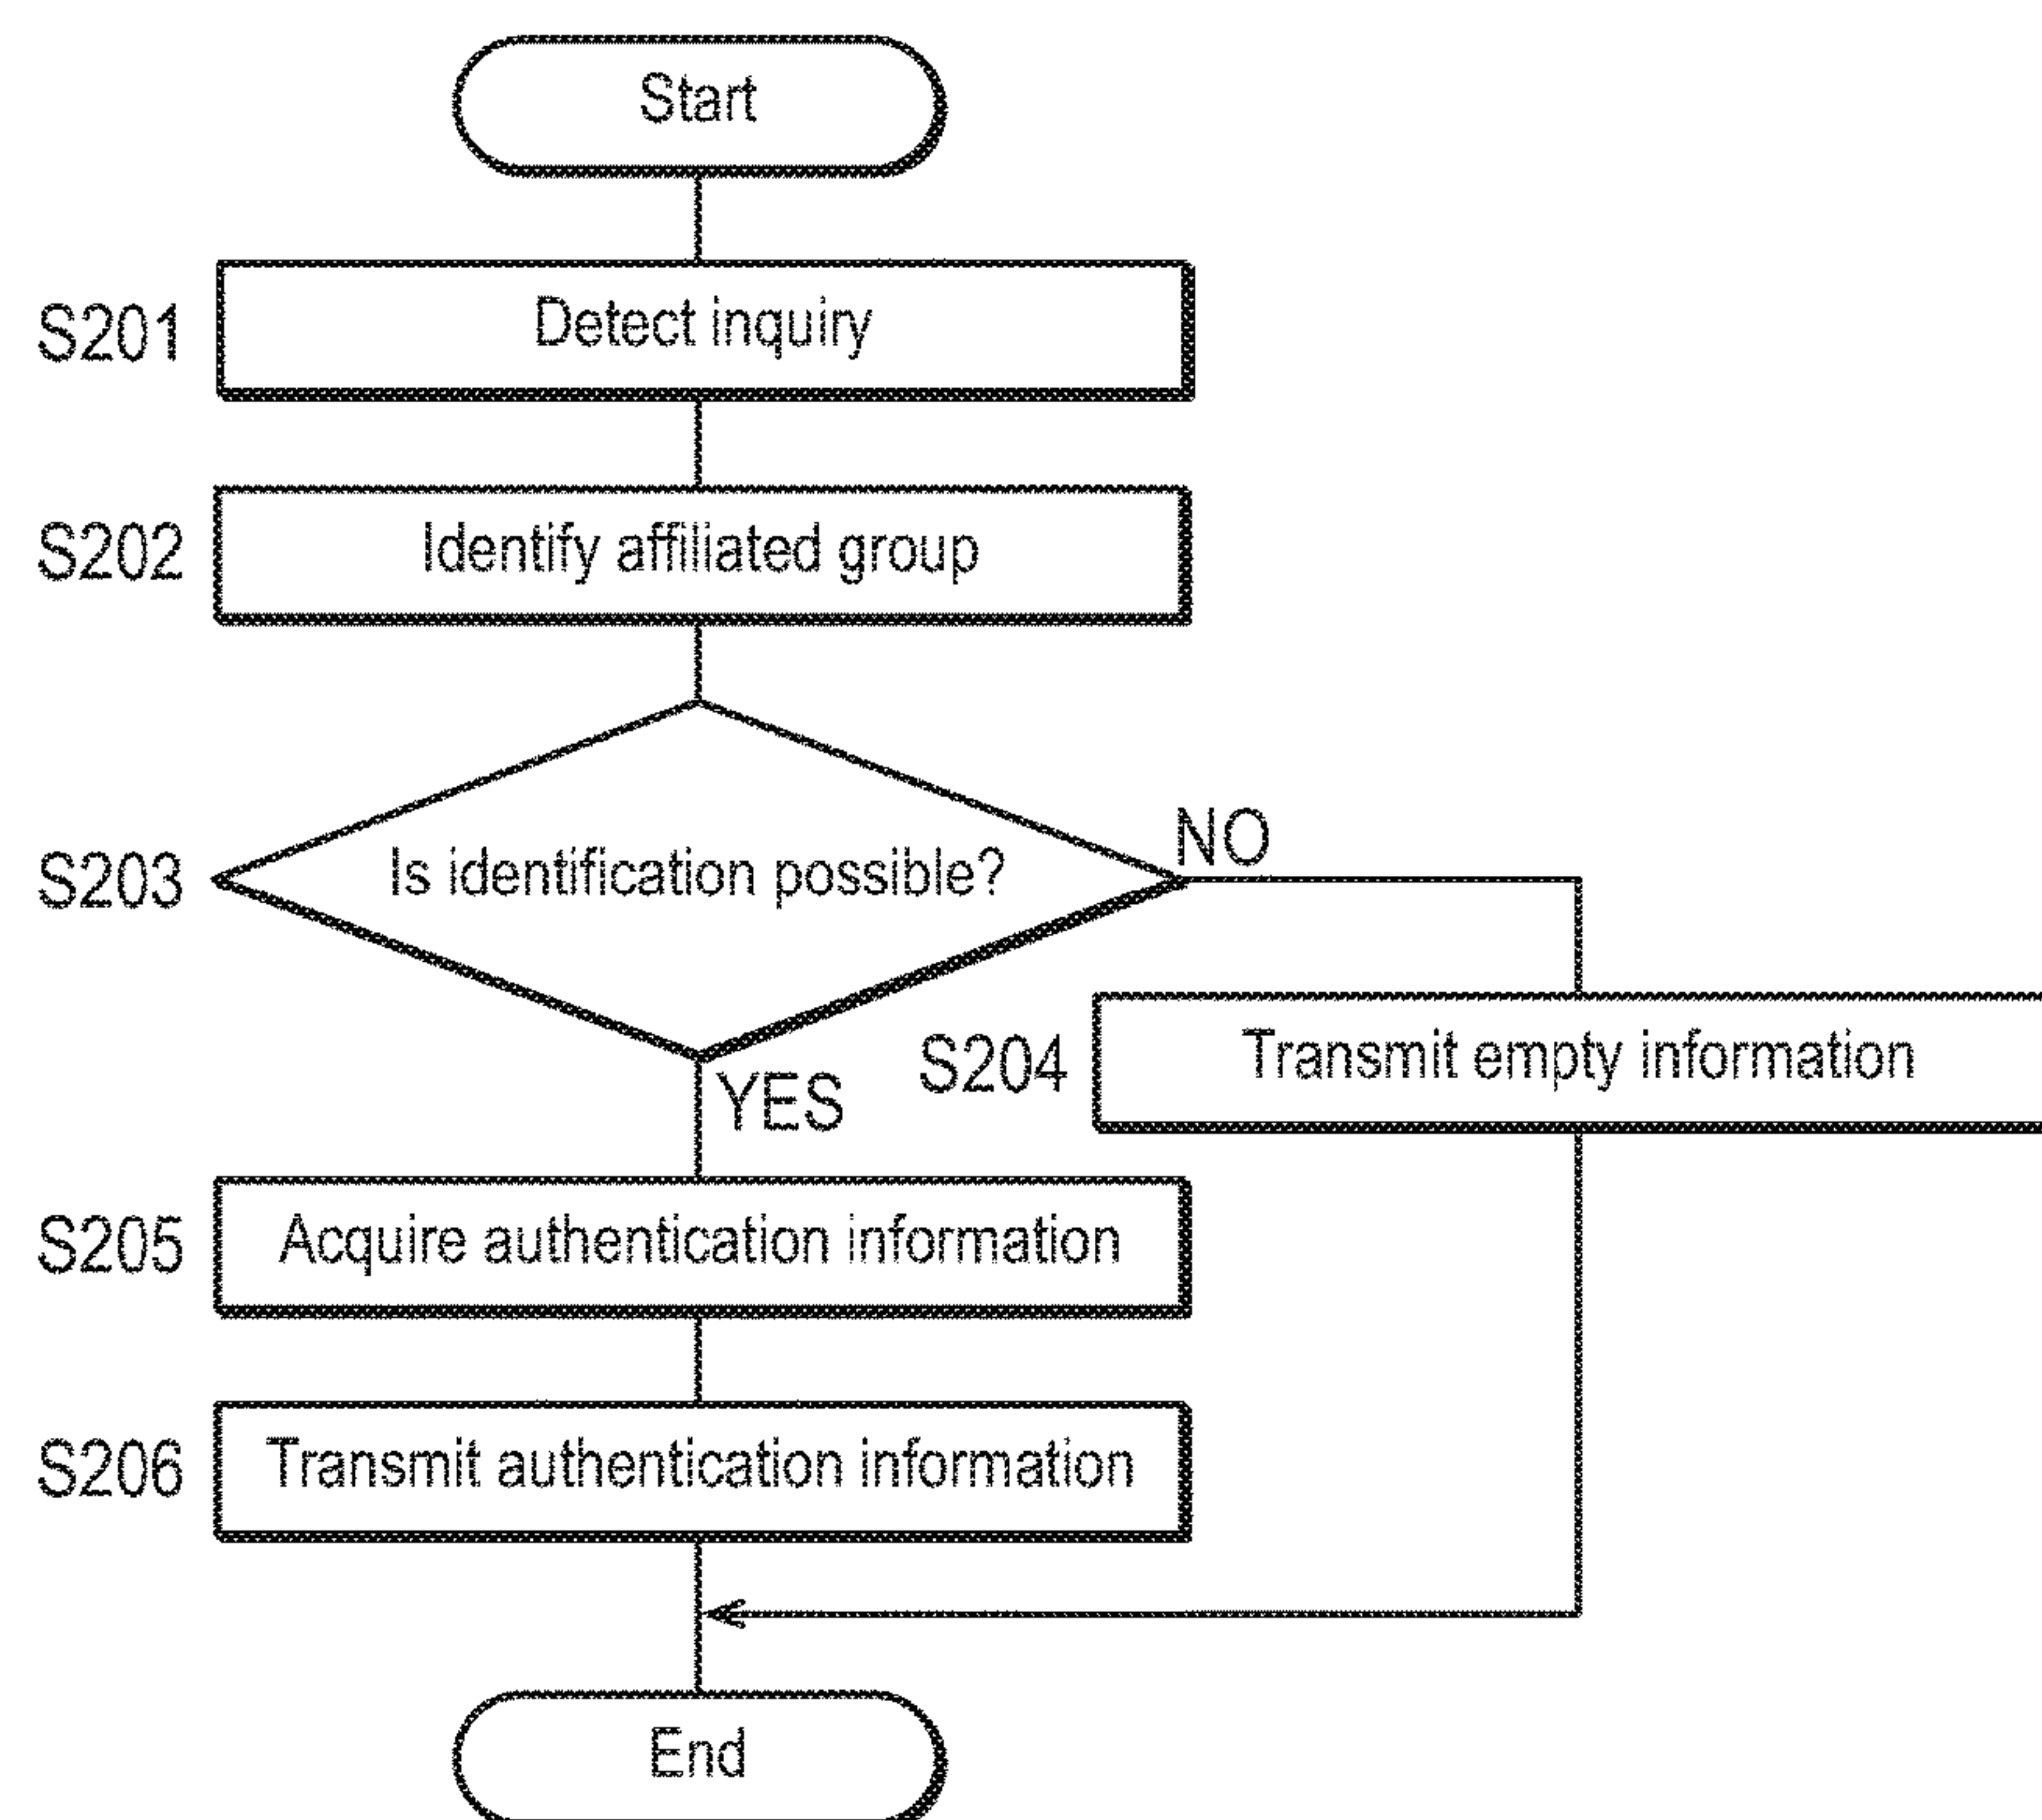 Start
S201
Detect inquiry
S202
Identify affiliated group
S203
Is identification possible?
NO
YES
S204
Transmit empty information
S205
Acquire authentication information
S206
Transmit authentication information
End